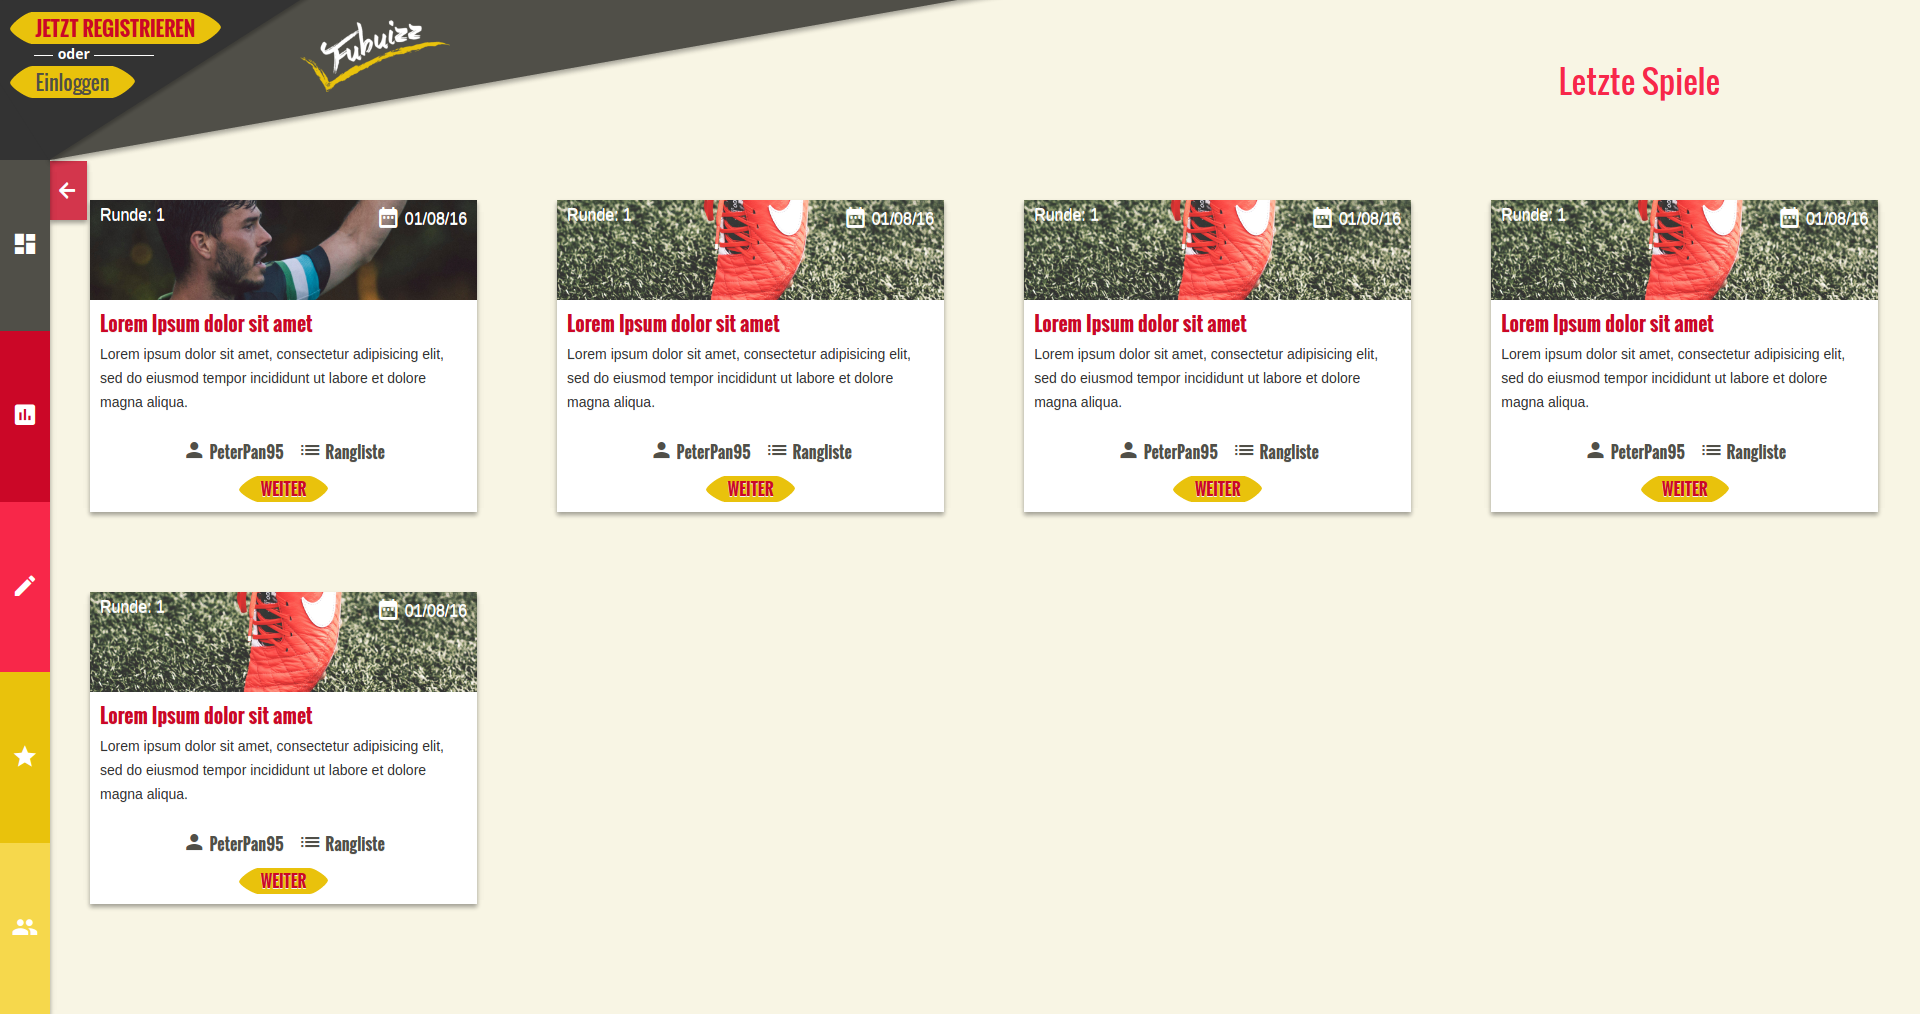 JETZT REGISTRIEREN
oder
Einloggen
Fubuizz
Letzte Spiele
Runde: 1
01/08/16
Lorem Ipsum dolor sit amet
Lorem ipsum dolor sit amet, consectetur adipisicing elit,
sed do eiusmod tempor incididunt ut labore et dolore
magna aliqua.
PeterPan95 Rangliste
WEITER
Runde: 1
01/08/16
Lorem Ipsum dolor sit amet
Lorem ipsum dolor sit amet, consectetur adipisicing elit,
sed do eiusmod tempor incididunt ut labore et dolore
magna aliqua.
PeterPan95 Rangliste
WEITER
Runde: 1
01/08/16
Lorem Ipsum dolor sit amet
Lorem ipsum dolor sit amet, consectetur adipisicing elit,
sed do eiusmod tempor incididunt ut labore et dolore
magna aliqua.
PeterPan95 Rangliste
WEITER
Runde: 1
01/08/16
Lorem Ipsum dolor sit amet
Lorem ipsum dolor sit amet, consectetur adipisicing elit,
sed do eiusmod tempor incididunt ut labore et dolore
magna aliqua.
PeterPan95 Rangliste
WEITER
Runde: 1
01/08/16
Lorem Ipsum dolor sit amet
Lorem ipsum dolor sit amet, consectetur adipisicing elit,
sed do eiusmod tempor incididunt ut labore et dolore
magna aliqua.
PeterPan95 Rangliste
WEITER